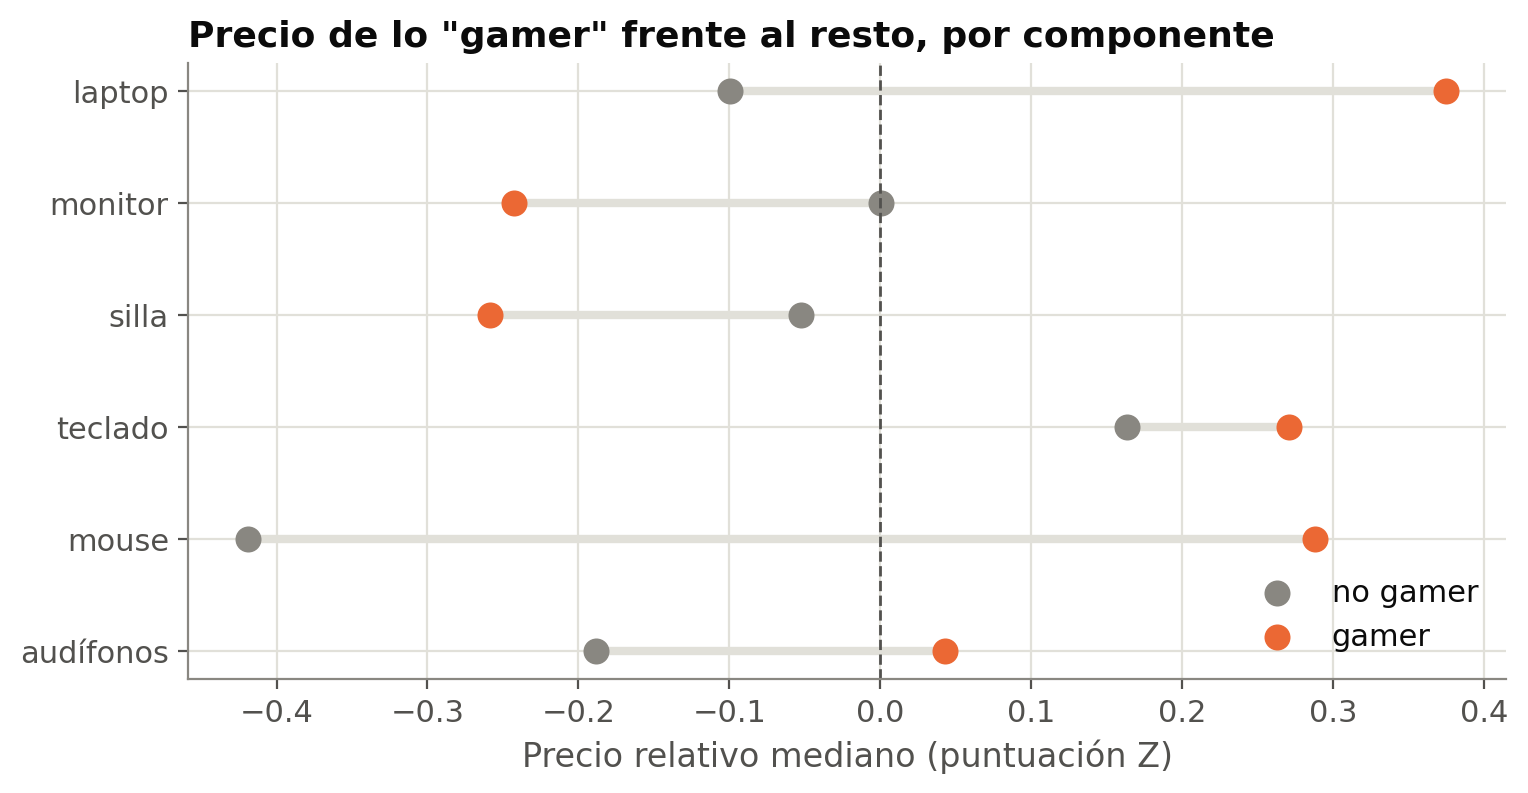 Precio de lo "gamer" frente al resto, por componente
laptop
monitor
silla
teclado
mouse
audífonos
no gamer
gamer
−0.4 −0.3 −0.2 −0.1 0.0 0.1 0.2 0.3 0.4
Precio relativo mediano (puntuación Z)